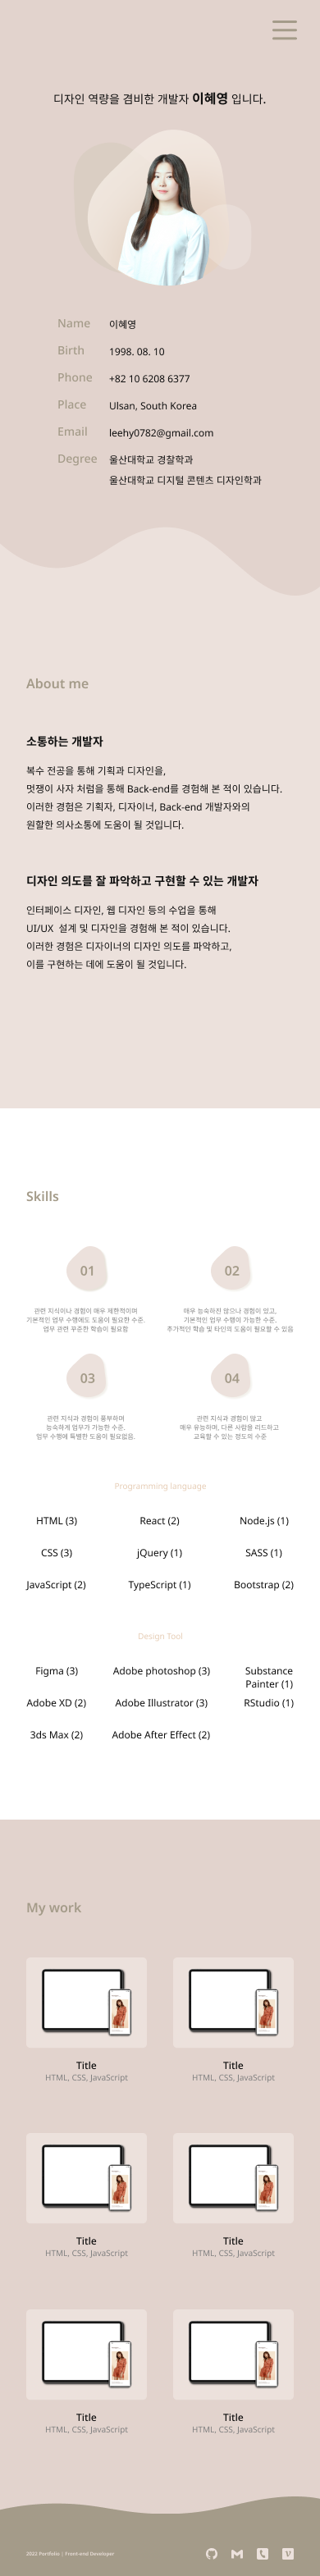 디자인 역량을 겸비한 개발자 이혜영 입니다.
Name 이혜영
Birth 1998. 08. 10
Phone +82 10 6208 6377
Place Ulsan, South Korea
Email leehy0782@gmail.com
Degree 울산대학교 경찰학과
울산대학교 디지털 콘텐츠 디자인학과
About me
소통하는 개발자
복수 전공을 통해 기획과 디자인을,
멋쟁이 사자 처럼을 통해 Back-end를 경험해 본 적이 있습니다.
이러한 경험은 기획자, 디자이너, Back-end 개발자와의
원할한 의사소통에 도움이 될 것입니다.
디자인 의도를 잘 파악하고 구현할 수 있는 개발자
인터페이스 디자인, 웹 디자인 등의 수업을 통해
UI/UX 설계 및 디자인을 경험해 본 적이 있습니다.
이러한 경험은 디자이너의 디자인 의도를 파악하고,
이를 구현하는 데에 도움이 될 것입니다.
Skills
01
관련 지식이나 경험이 매우 제한적이며
기본적인 업무 수행에도 도움이 필요한 수준.
업무 관련 꾸준한 학습이 필요함
02
매우 능숙하진 않으나 경험이 있고,
기본적인 업무 수행의 가능한 수준.
추가적인 학습 및 타인의 도움이 필요할 수 있음
03
관련 지식과 경험이 풍부하며
능숙하게 업무가 가능한 수준.
업무 수행에 특별한 도움이 필요없음.
04
관련 지식과 경험이 많고
매우 유능하며, 다른 사람을 리드하고
교육할 수 있는 정도의 수준
Programming language
HTML (3) React (2) Node.js (1)
CSS (3) jQuery (1) SASS (1)
JavaScript (2) TypeScript (1) Bootstrap (2)
Design Tool
Figma (3) Adobe photoshop (3) Substance Painter (1)
Adobe XD (2) Adobe Illustrator (3) RStudio (1)
3ds Max (2) Adobe After Effect (2)
My work
Title Title
HTML, CSS, JavaScript HTML, CSS, JavaScript
Title Title
HTML, CSS, JavaScript HTML, CSS, JavaScript
Title Title
HTML, CSS, JavaScript HTML, CSS, JavaScript
2022 Portfolio | Front-end Developer